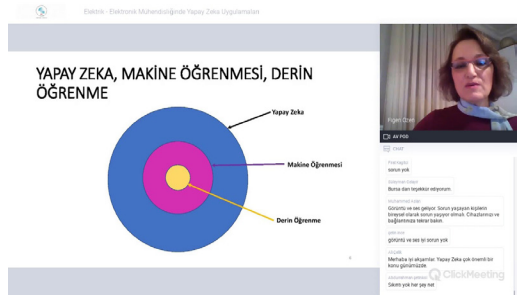 Elektrik - Elektronik Mühendisliğinde Yapay Zeka Uygulamaları
YAPAY ZEKA, MAKİNE ÖĞRENMESİ, DERİN
ÖĞRENME
Yapay Zeka
Makine Öğrenmesi
Derin Öğrenme
Figen Özen
AV POD
CHAT
sorun yok
Bursa dan teşekkür ediyorum.
Görüntü ve ses geliyor. Sorun yaşayan kişilerin
bireysel olarak sorun yaşıyor olmalı. Cihazlarınızı ve
bağlantınıza tekrar bakın.
görüntü ve ses iyi sorun yok
Merhaba iyi akşamlar. Yapay Zeka çok önemli bir
konu günümüzde
Sıkıntı yok her şey net
ClickMeeting